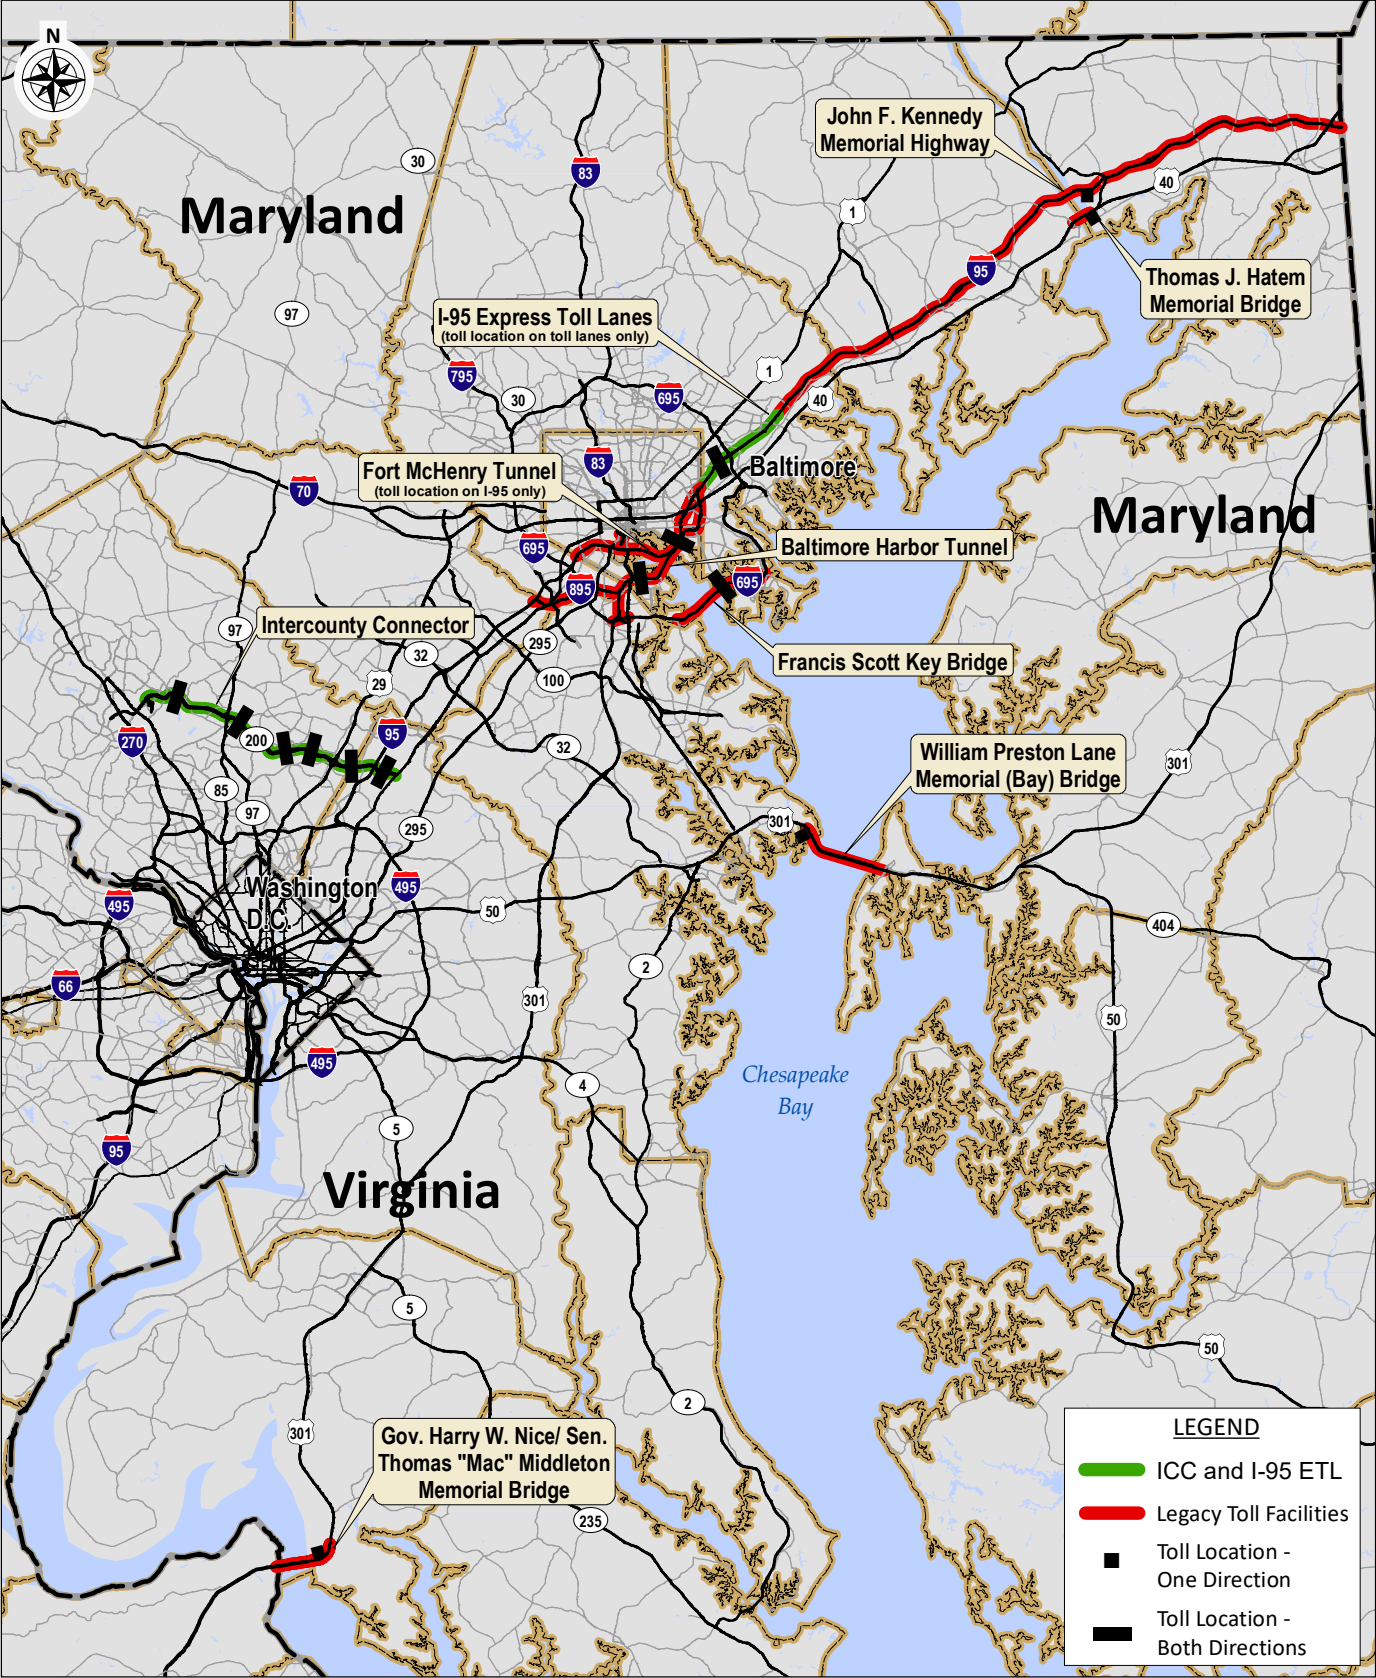 N
John F. Kennedy
Memorial Highway
30
83
40
1
Maryland
95
Thomas J. Hatem
Memorial Bridge
97
I-95 Express Toll Lanes
(toll location on toll lanes only)
1
795
30
695
40
83
Baltimore
Fort McHenry Tunnel
(toll location on I-95 only)
70
Maryland
695
Baltimore Harbor Tunnel
895
695
97
Intercounty Connector
295
32
Francis Scott Key Bridge
100
29
95
270
200
32
William Preston Lane
Memorial (Bay) Bridge
301
85
97
295
301
Washington
D.C.
495
495
50
404
2
66
301
50
495
Chesapeake
Bay
4
5
95
Virginia
5
50
2
301
Gov. Harry W. Nice/ Sen.
Thomas "Mac" Middleton
Memorial Bridge
235
LEGEND
ICC and I-95 ETL
Legacy Toll Facilities
Toll Location -
One Direction
Toll Location -
Both Directions